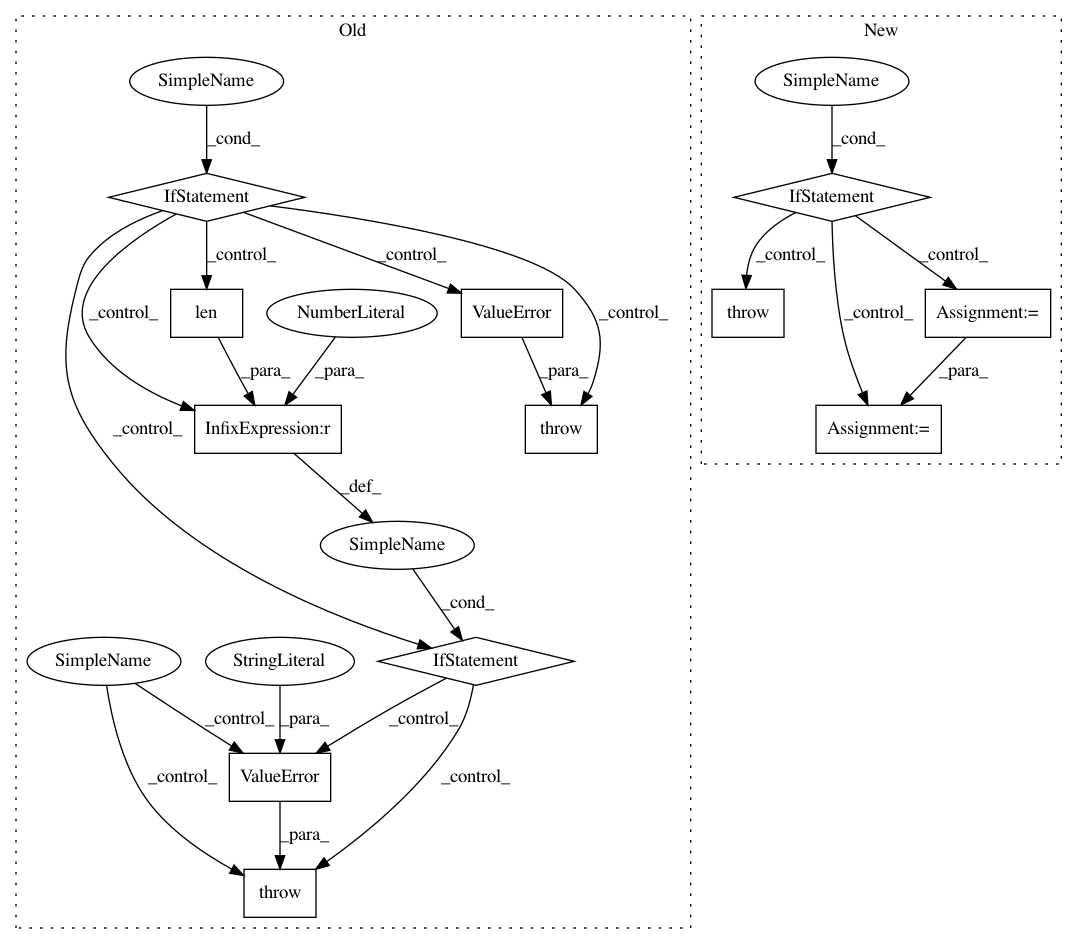 Old
New
SimpleName
SimpleName
_cond_
_cond_
IfStatement
IfStatement
_control_
_control_
_control_
_control_
_control_
_control_
_control_
len
NumberLiteral
ValueError
throw
Assignment:=
_para_
_para_
_para_
_para_
_control_
InfixExpression:r
throw
Assignment:=
_def_
SimpleName
_cond_
SimpleName
StringLiteral
IfStatement
_control_
_para_
_control_
_control_
ValueError
_control_
_para_
throw